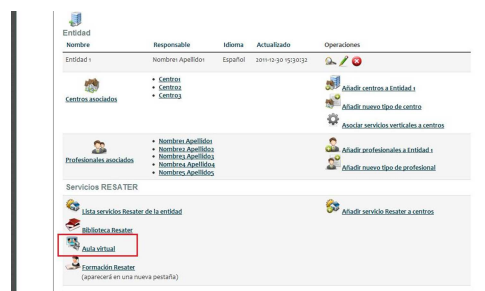 Entidad
Nombre Responsable Idioma Actualizado Operaciones
Entidad 1 Nombre1 Apellido1 Español 2011-12-30 15:30:32
Centros asociados
Centro1
Centro2
Centro3
Añadir centros a Entidad 1
Añadir nuevo tipo de centro
Asociar servicios verticales a centros
Profesionales asociados
Nombre1 Apellido1
Nombre2 Apellido2
Nombre3 Apellido3
Nombre4 Apellido4
Nombre5 Apellido5
Añadir profesionales a Entidad 1
Añadir nuevo tipo de profesional
Servicios RESATER
Lista servicios Resater de la entidad
Añadir servicio Resater a centros
Biblioteca Resater
Aula virtual
Formación Resater
(aparecerá en una nueva pestaña)